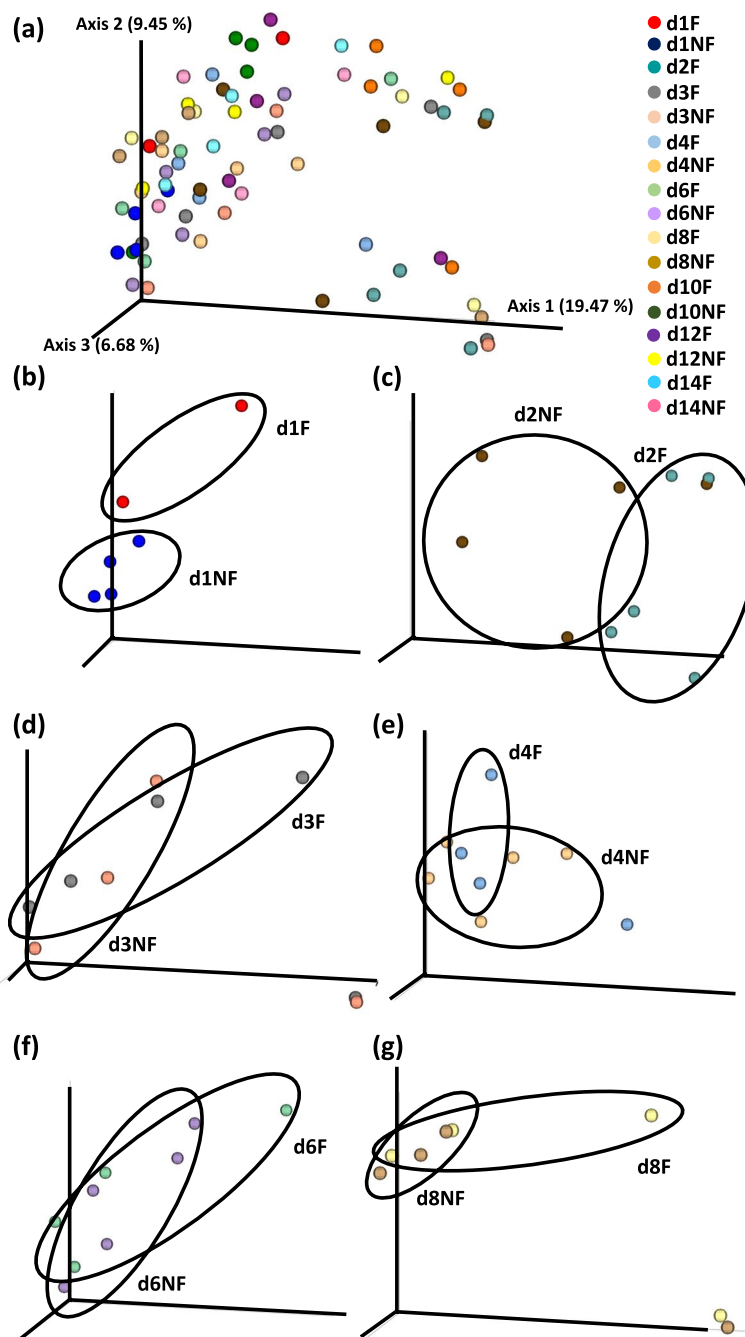 (a)
Axis 2 (9.45 %)
Axis 1 (19.47 %)
Axis 3 (6.68 %)
d1F
d1NF
d2F
d3F
d3NF
d4F
d4NF
d6F
d6NF
d8F
d8NF
d10F
d10NF
d12F
d12NF
d14F
d14NF
(b)
d1F
d1NF
(c)
d2NF
d2F
(d)
d3F
d3NF
(e)
d4F
d4NF
(f)
d6F
d6NF
(g)
d8F
d8NF